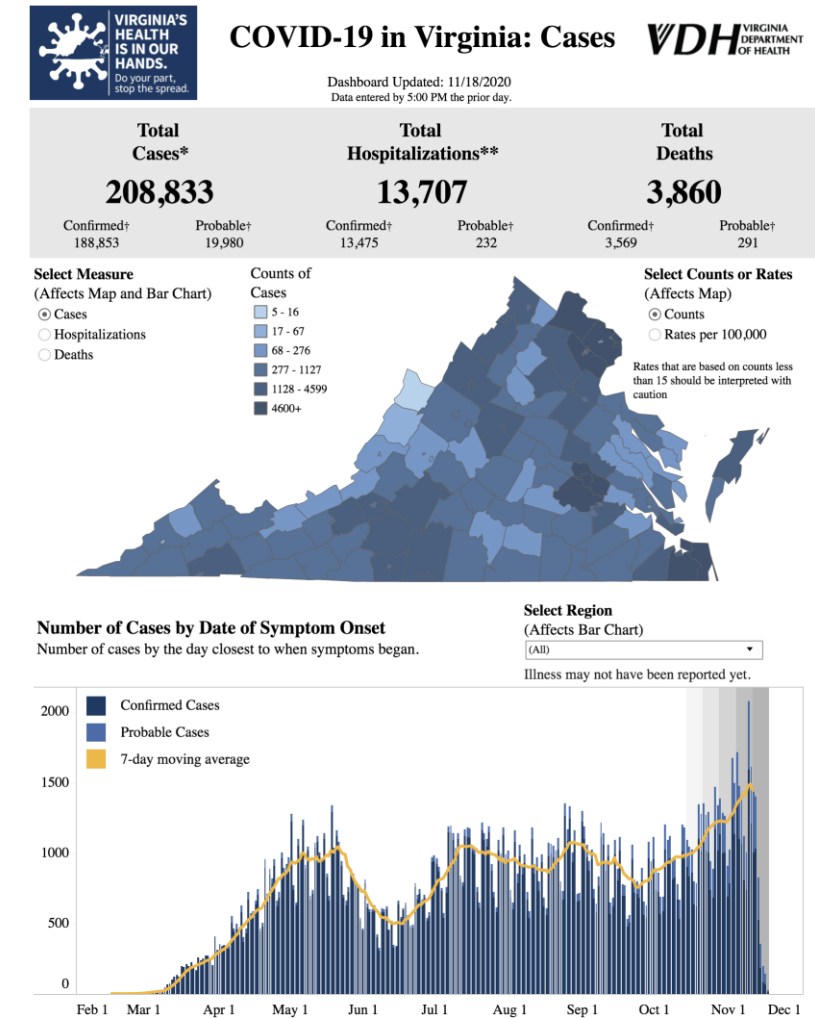 VIRGINIA'S
HEALTH
IS IN OUR
HANDS.
Do your part,
stop the spread.
COVID-19 in Virginia: Cases
VDH VIRGINIA
DEPARTMENT
OF HEALTH
Dashboard Updated: 11/18/2020
Data entered by 5:00 PM the prior day.
Total
Cases*
208,833
Confirmed†
188,853
Probable†
19,980
Total
Hospitalizations**
13,707
Confirmed†
13,475
Probable†
232
Total
Deaths
3,860
Confirmed†
3,569
Probable†
291
Select Measure
(Affects Map and Bar Chart)
Cases
Hospitalizations
Deaths
Counts of
Cases
5 - 16
17 - 67
68 - 276
277 - 1127
1128 - 4599
4600+
Select Counts or Rates
(Affects Map)
Counts
Rates per 100,000
Rates that are based on counts less
than 15 should be interpreted with
caution
Number of Cases by Date of Symptom Onset
Number of cases by the day closest to when symptoms began.
Select Region
(Affects Bar Chart)
(All)
Illness may not have been reported yet.
Confirmed Cases
Probable Cases
7-day moving average
2000
1500
1000
500
0
Feb 1 Mar 1 Apr 1 May 1 Jun 1 Jul 1 Aug 1 Sep 1 Oct 1 Nov 1 Dec 1